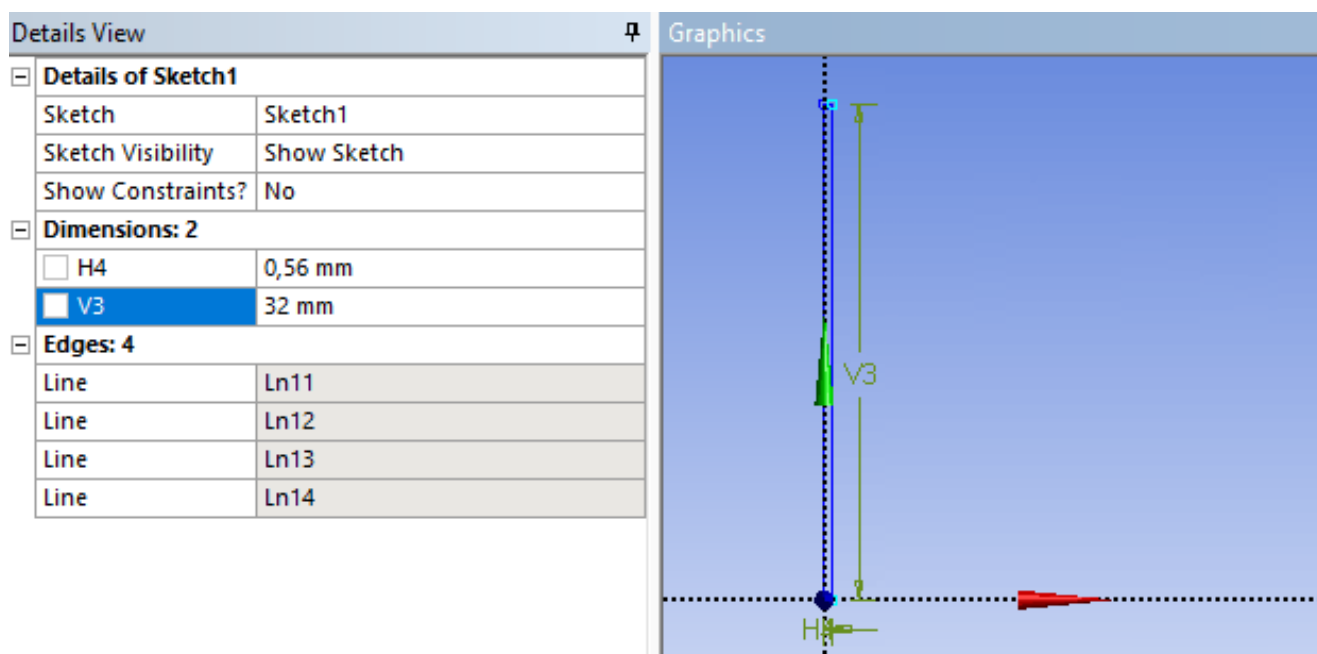 Details View
Details of Sketch1
Sketch Sketch1
Sketch Visibility Show Sketch
Show Constraints? No
Dimensions: 2
H4 0,56 mm
V3 32 mm
Edges: 4
Line Ln11
Line Ln12
Line Ln13
Line Ln14
Graphics
V3